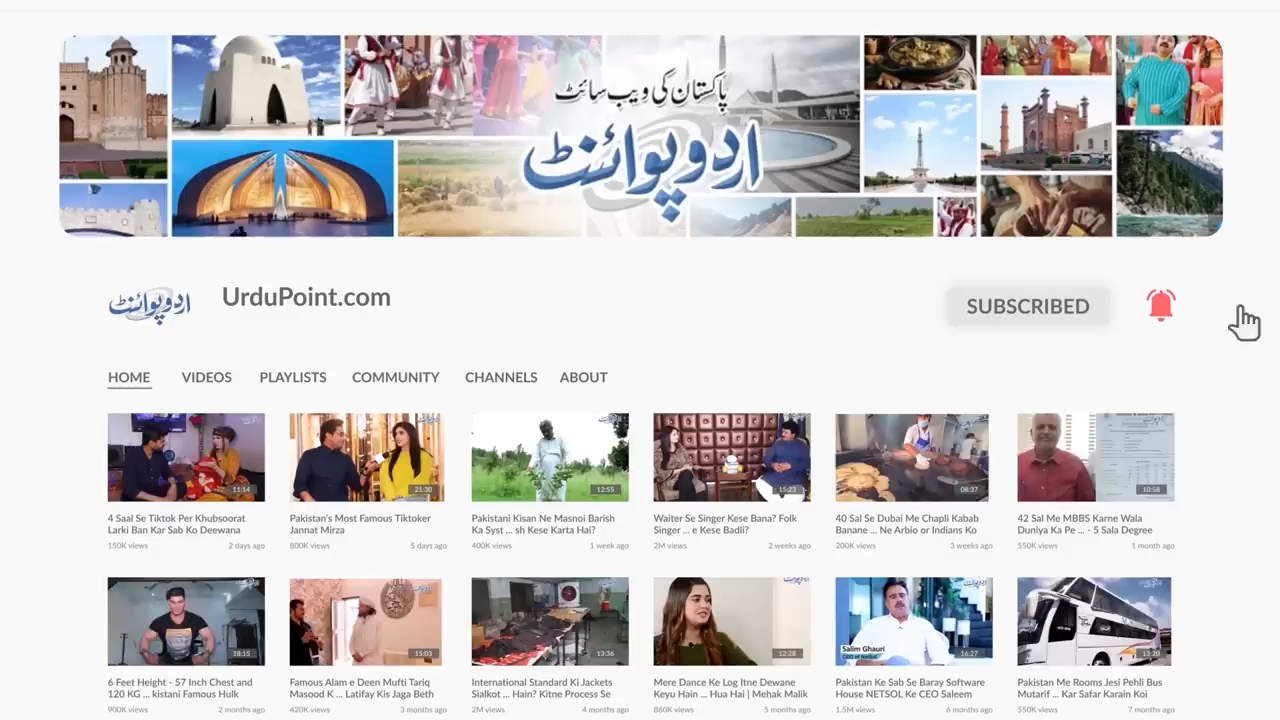 پاکستان کی ویب سائٹ
اردو پوائنٹ
اردو پوائنٹ
UrduPoint.com
SUBSCRIBED
HOME VIDEOS PLAYLISTS COMMUNITY CHANNELS ABOUT
11:14 21:30 12:55 15:23 08:37 10:58
4 Saal Se Tiktok Per Khubsoorat Larki Ban Kar Sab Ko Deewana
150K views 2 days ago
Pakistan's Most Famous Tiktoker Jannat Mirza
800K views 5 days ago
Pakistani Kisan Ne Masnoi Barish Ka Syst ... sh Kese Karta Hai?
400K views 1 week ago
Waiter Se Singer Kese Bana? Folk Singer ... e Kese Badli?
2M views 2 weeks ago
40 Sal Se Dubai Me Chapli Kabab Banane ... Ne Arbio or Indians Ko
200K views 3 weeks ago
42 Sal Me MBBS Karne Wala Duniya Ka Pe ... - 5 Sala Degree
550K views 1 month ago
18:15 15:03 13:36 12:28 16:27 13:20
Salim Ghauri
CEO of Netsol
6 Feet Height - 57 Inch Chest and 120 KG ... kistani Famous Hulk
900K views 2 months ago
Famous Alam e Deen Mufti Tariq Masood K ... Latifay Kis Jaga Beth
420K views 3 months ago
International Standard Ki Jackets Sialkot ... Hain? Kitne Process Se
2M views 4 months ago
Mere Dance Ke Log Itne Dewane Keyu Hain ... Hua Hai | Mehak Malik
860K views 5 months ago
Pakistan Ke Sab Se Baray Software House NETSOL Ke CEO Saleem
1.5M views 6 months ago
Pakistan Me Rooms Jesi Pehli Bus Mutarif ... Kar Safar Karain Koi
550K views 7 months ago